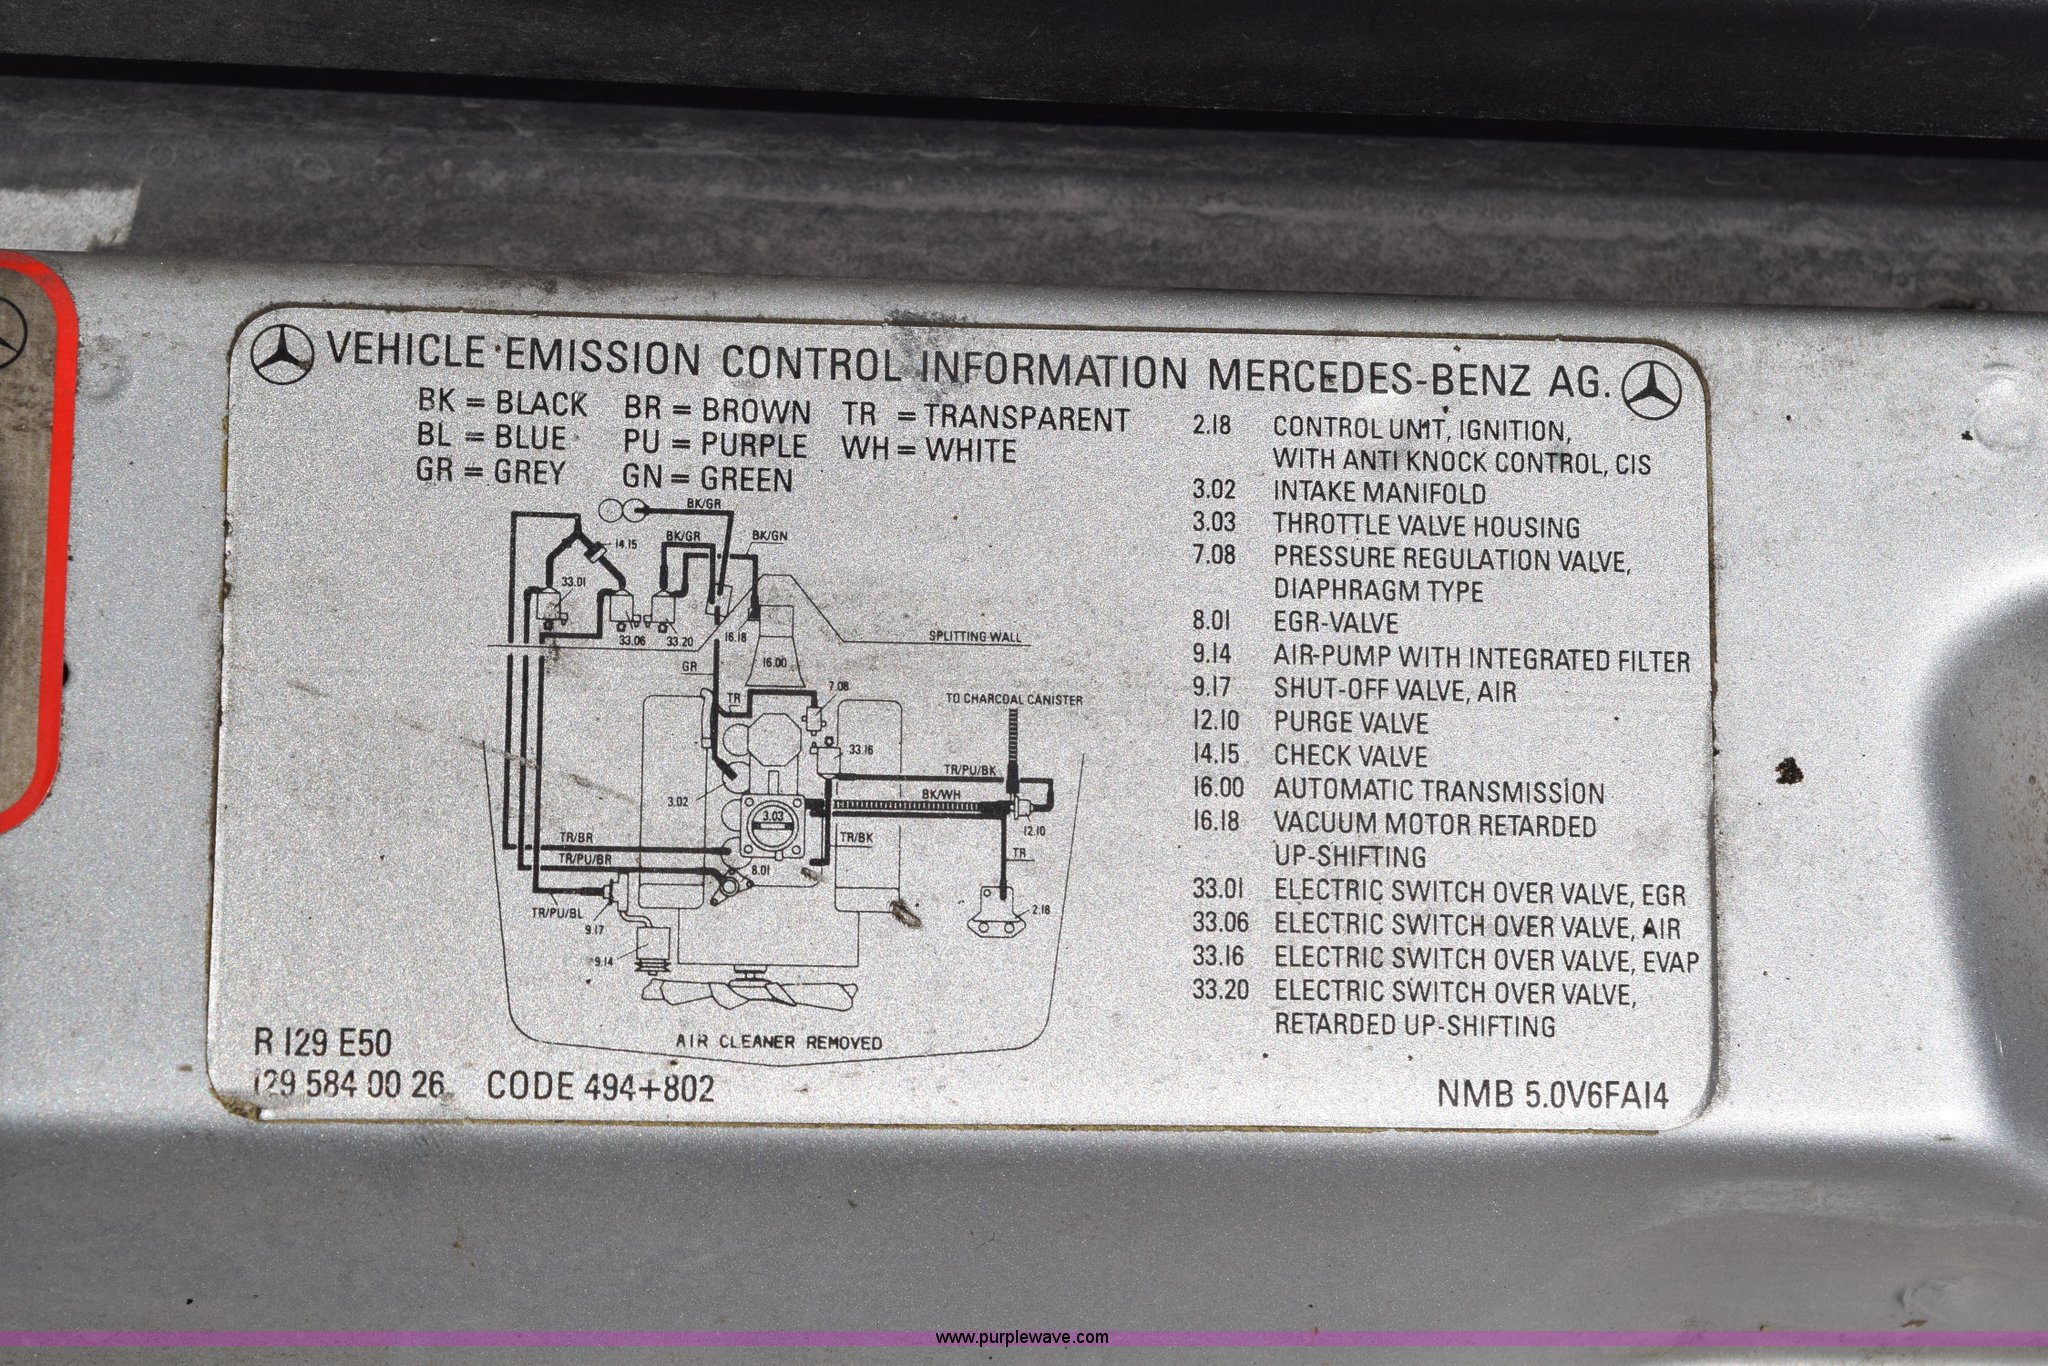 VEHICLE EMISSION CONTROL INFORMATION MERCEDES-BENZ AG.
BK = BLACK BR = BROWN TR = TRANSPARENT
BL = BLUE PU = PURPLE WH = WHITE
GR = GREY GN = GREEN
BK/GR
BK/GR
BK/GN
14.15
33.01
33.06
33.20
16.18
SPLITTING WALL
GR
16.00
TR
7.08
TO CHARCOAL CANISTER
33.16
TR/PU/BK
BK/WH
3.02
3.03
12.10
TR/BR
TR/BK
TR
TR/PU/BR
8.01
TR/PU/BL
2.18
9.17
9.14
AIR CLEANER REMOVED
2.18 CONTROL UNIT, IGNITION,
WITH ANTI KNOCK CONTROL, CIS
3.02 INTAKE MANIFOLD
3.03 THROTTLE VALVE HOUSING
7.08 PRESSURE REGULATION VALVE,
DIAPHRAGM TYPE
8.01 EGR-VALVE
9.14 AIR-PUMP WITH INTEGRATED FILTER
9.17 SHUT-OFF VALVE, AIR
12.10 PURGE VALVE
14.15 CHECK VALVE
16.00 AUTOMATIC TRANSMISSION
16.18 VACUUM MOTOR RETARDED
UP-SHIFTING
33.01 ELECTRIC SWITCH OVER VALVE, EGR
33.06 ELECTRIC SWITCH OVER VALVE, AIR
33.16 ELECTRIC SWITCH OVER VALVE, EVAP
33.20 ELECTRIC SWITCH OVER VALVE,
RETARDED UP-SHIFTING
R 129 E50
129 584 00 26 CODE 494+802
NMB 5.0V6FA14
www.purplewave.com